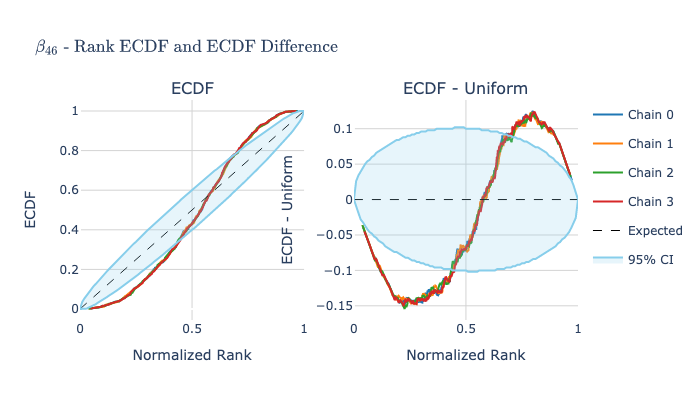 β46 - Rank ECDF and ECDF Difference
ECDF
ECDF - Uniform
ECDF
1
0.8
0.6
0.4
0.2
0
0
0.5
1
Normalized Rank
ECDF - Uniform
0.1
0.05
0
−0.05
−0.1
−0.15
0
0.5
1
Normalized Rank
Chain 0
Chain 1
Chain 2
Chain 3
Expected
95% CI